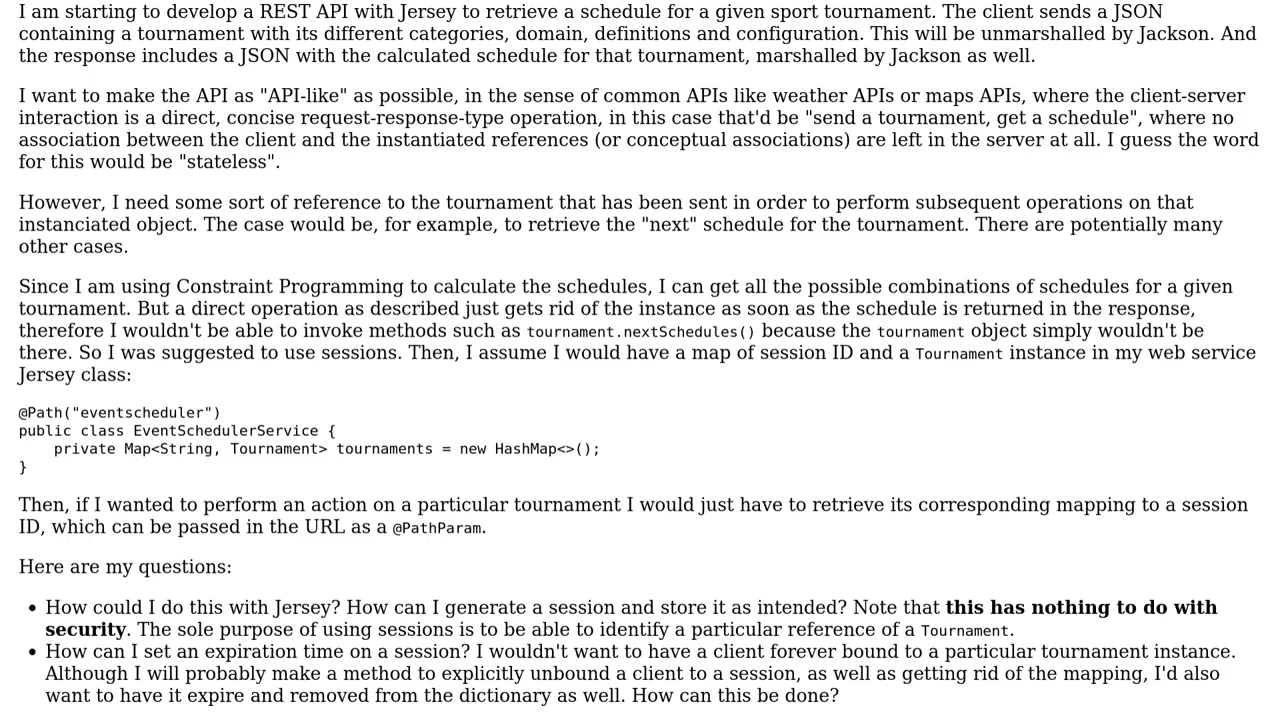 I am starting to develop a REST API with Jersey to retrieve a schedule for a given sport tournament. The client sends a JSON
containing a tournament with its different categories, domain, definitions and configuration. This will be unmarshalled by Jackson. And
the response includes a JSON with the calculated schedule for that tournament, marshalled by Jackson as well.
I want to make the API as "API-like" as possible, in the sense of common APIs like weather APIs or maps APIs, where the client-server
interaction is a direct, concise request-response-type operation, in this case that'd be "send a tournament, get a schedule", where no
association between the client and the instantiated references (or conceptual associations) are left in the server at all. I guess the word
for this would be "stateless".
However, I need some sort of reference to the tournament that has been sent in order to perform subsequent operations on that
instanciated object. The case would be, for example, to retrieve the "next" schedule for the tournament. There are potentially many
other cases.
Since I am using Constraint Programming to calculate the schedules, I can get all the possible combinations of schedules for a given
tournament. But a direct operation as described just gets rid of the instance as soon as the schedule is returned in the response,
therefore I wouldn't be able to invoke methods such as tournament.nextSchedules() because the tournament object simply wouldn't be
there. So I was suggested to use sessions. Then, I assume I would have a map of session ID and a Tournament instance in my web service
Jersey class:
@Path("eventscheduler")
public class EventSchedulerService {
    private Map<String, Tournament> tournaments = new HashMap<>();
}
Then, if I wanted to perform an action on a particular tournament I would just have to retrieve its corresponding mapping to a session
ID, which can be passed in the URL as a @PathParam.
Here are my questions:
• How could I do this with Jersey? How can I generate a session and store it as intended? Note that this has nothing to do with
security. The sole purpose of using sessions is to be able to identify a particular reference of a Tournament.
• How can I set an expiration time on a session? I wouldn't want to have a client forever bound to a particular tournament instance.
Although I will probably make a method to explicitly unbound a client to a session, as well as getting rid of the mapping, I'd also
want to have it expire and removed from the dictionary as well. How can this be done?